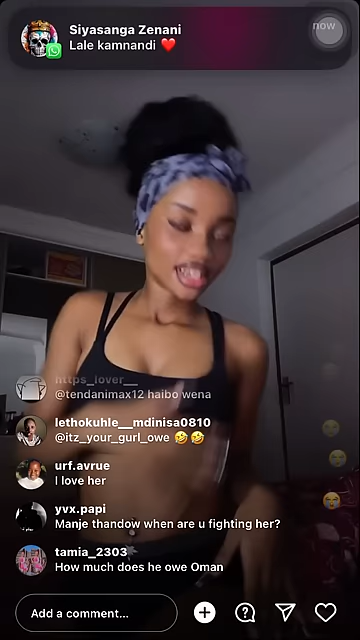 Siyasanga Zenani
now
Lale kamnandi ❤️
https_lover__
@tendanimax12 haibo wena
lethokuhle__mdinisa0810
@itz_your_gurl_owe 🤣🤣
urf.avrue
I love her
yvx.papi
Manje thandow when are u fighting her?
tamia_2303
How much does he owe Oman
Add a comment...